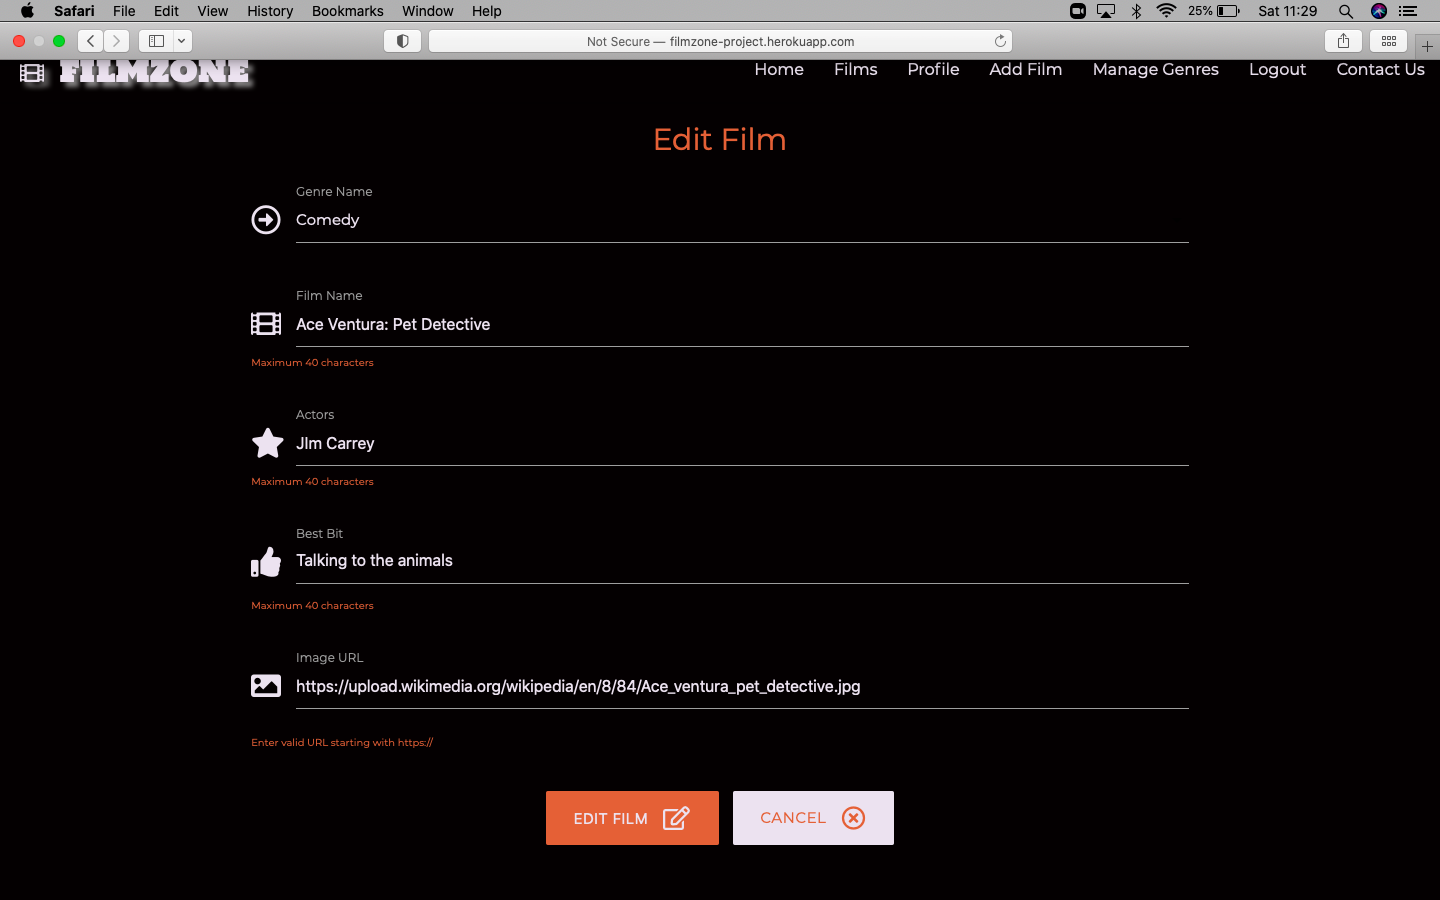 Safari File Edit View History Bookmarks Window Help 25% Sat 11:29
Not Secure — filmzone-project.herokuapp.com
FILMZONE Home Films Profile Add Film Manage Genres Logout Contact Us
Edit Film
Genre Name
Comedy
Film Name
Ace Ventura: Pet Detective
Maximum 40 characters
Actors
JIm Carrey
Maximum 40 characters
Best Bit
Talking to the animals
Maximum 40 characters
Image URL
https://upload.wikimedia.org/wikipedia/en/8/84/Ace_ventura_pet_detective.jpg
Enter valid URL starting with https://
EDIT FILM CANCEL